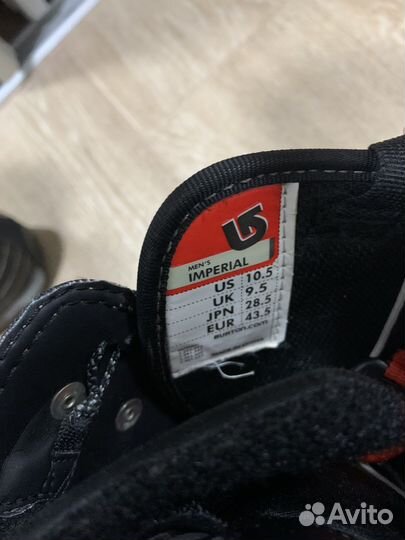 MEN'S
IMPERIAL
US 10.5
UK 9.5
JPN 28.5
EUR 43.5
BURTON.COM
Avito